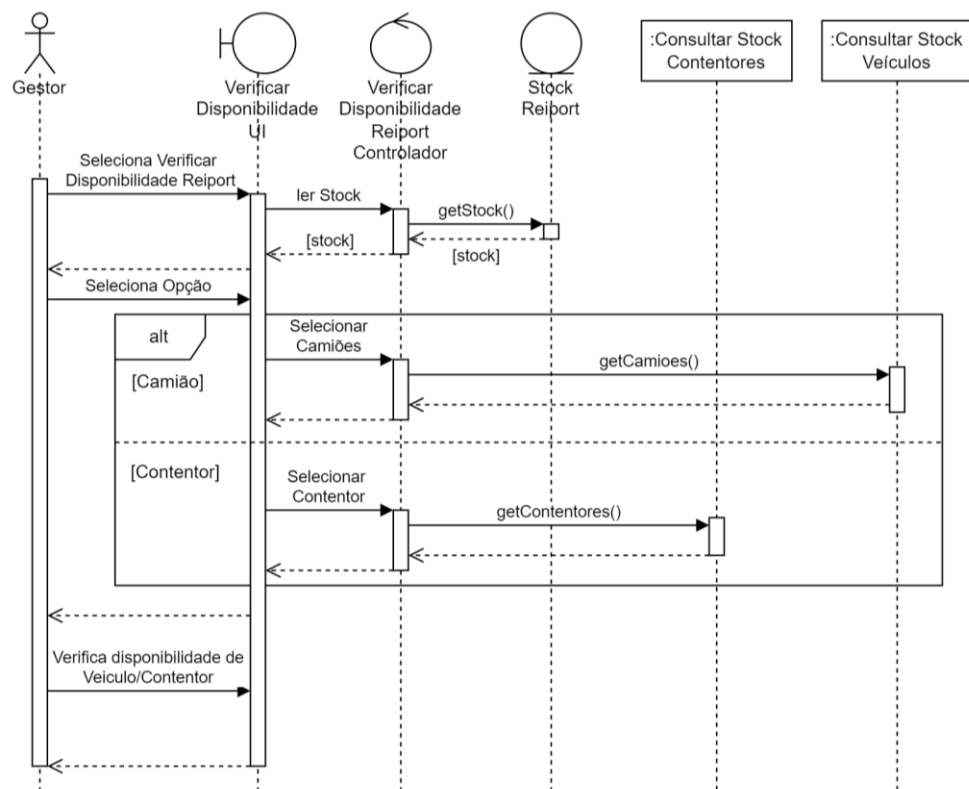 Gestor
Verificar
Disponibilidade
UI
Verificar
Disponibilidade
Reiport
Controlador
Stock
Reiport
:Consultar Stock
Contentores
:Consultar Stock
Veículos
Seleciona Verificar
Disponibilidade Reiport
ler Stock
getStock()
[stock]
[stock]
Seleciona Opção
alt
Selecionar
Camiões
getCamioes()
[Camião]
[Contentor]
Selecionar
Contentor
getContentores()
Verifica disponibilidade de
Veiculo/Contentor